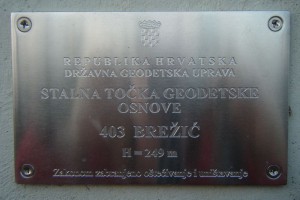 REPUBLIKA HRVATSKA
DRŽAVNA GEODETSKA UPRAVA
STALNA TOČKA GEODETSKE
OSNOVE
403 BREŽIĆ
H = 249 m
Zakonom zabranjeno oštećivanje i uništavanje